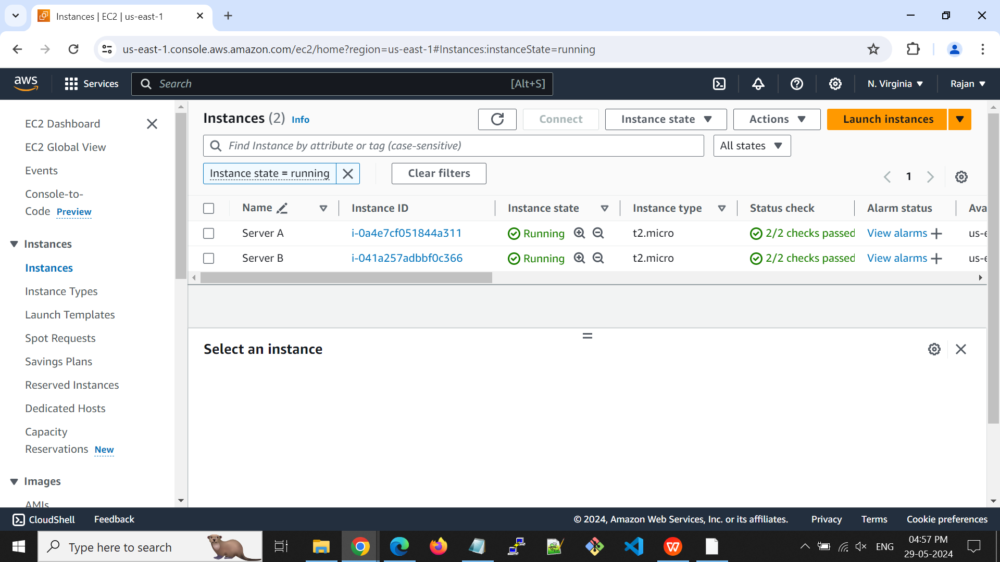 Instances | EC2 | us-east-1
us-east-1.console.aws.amazon.com/ec2/home?region=us-east-1#Instances:instanceState=running
aws
Services
Search
[Alt+S]
N. Virginia
Rajan
EC2 Dashboard
EC2 Global View
Events
Console-to-
Code Preview
Instances
Instances
Instance Types
Launch Templates
Spot Requests
Savings Plans
Reserved Instances
Dedicated Hosts
Capacity
Reservations New
Images
AMIs
Instances (2) Info
Connect
Instance state
Actions
Launch instances
Find Instance by attribute or tag (case-sensitive)
All states
Instance state = running
Clear filters
1
Name Instance ID Instance state Instance type Status check Alarm status Ava
Server A i-0a4e7cf051844a311 Running t2.micro 2/2 checks passed View alarms us-e
Server B i-041a257adbbf0c366 Running t2.micro 2/2 checks passed View alarms us-e
Select an instance
CloudShell
Feedback
© 2024, Amazon Web Services, Inc. or its affiliates.
Privacy
Terms
Cookie preferences
Type here to search
ENG
04:57 PM
29-05-2024